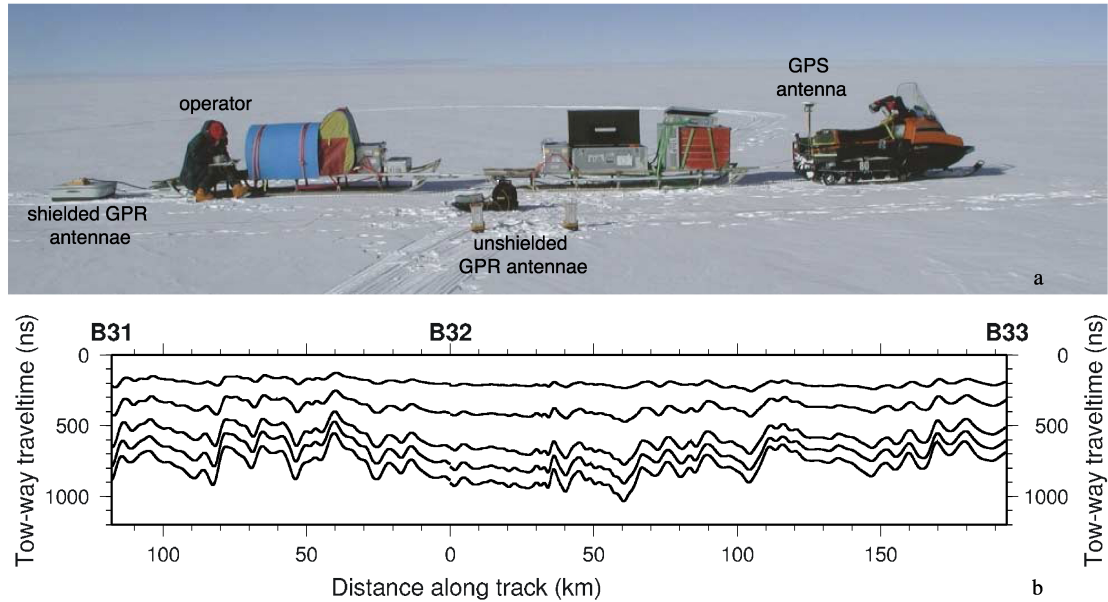 GPS
antenna
operator
shielded GPR
antennae
unshielded
GPR antennae
a
B31 B32 B33
Tow-way traveltime (ns)
0
500
1000
0
500
1000
Tow-way traveltime (ns)
100 50 0 50 100 150
Distance along track (km)
b